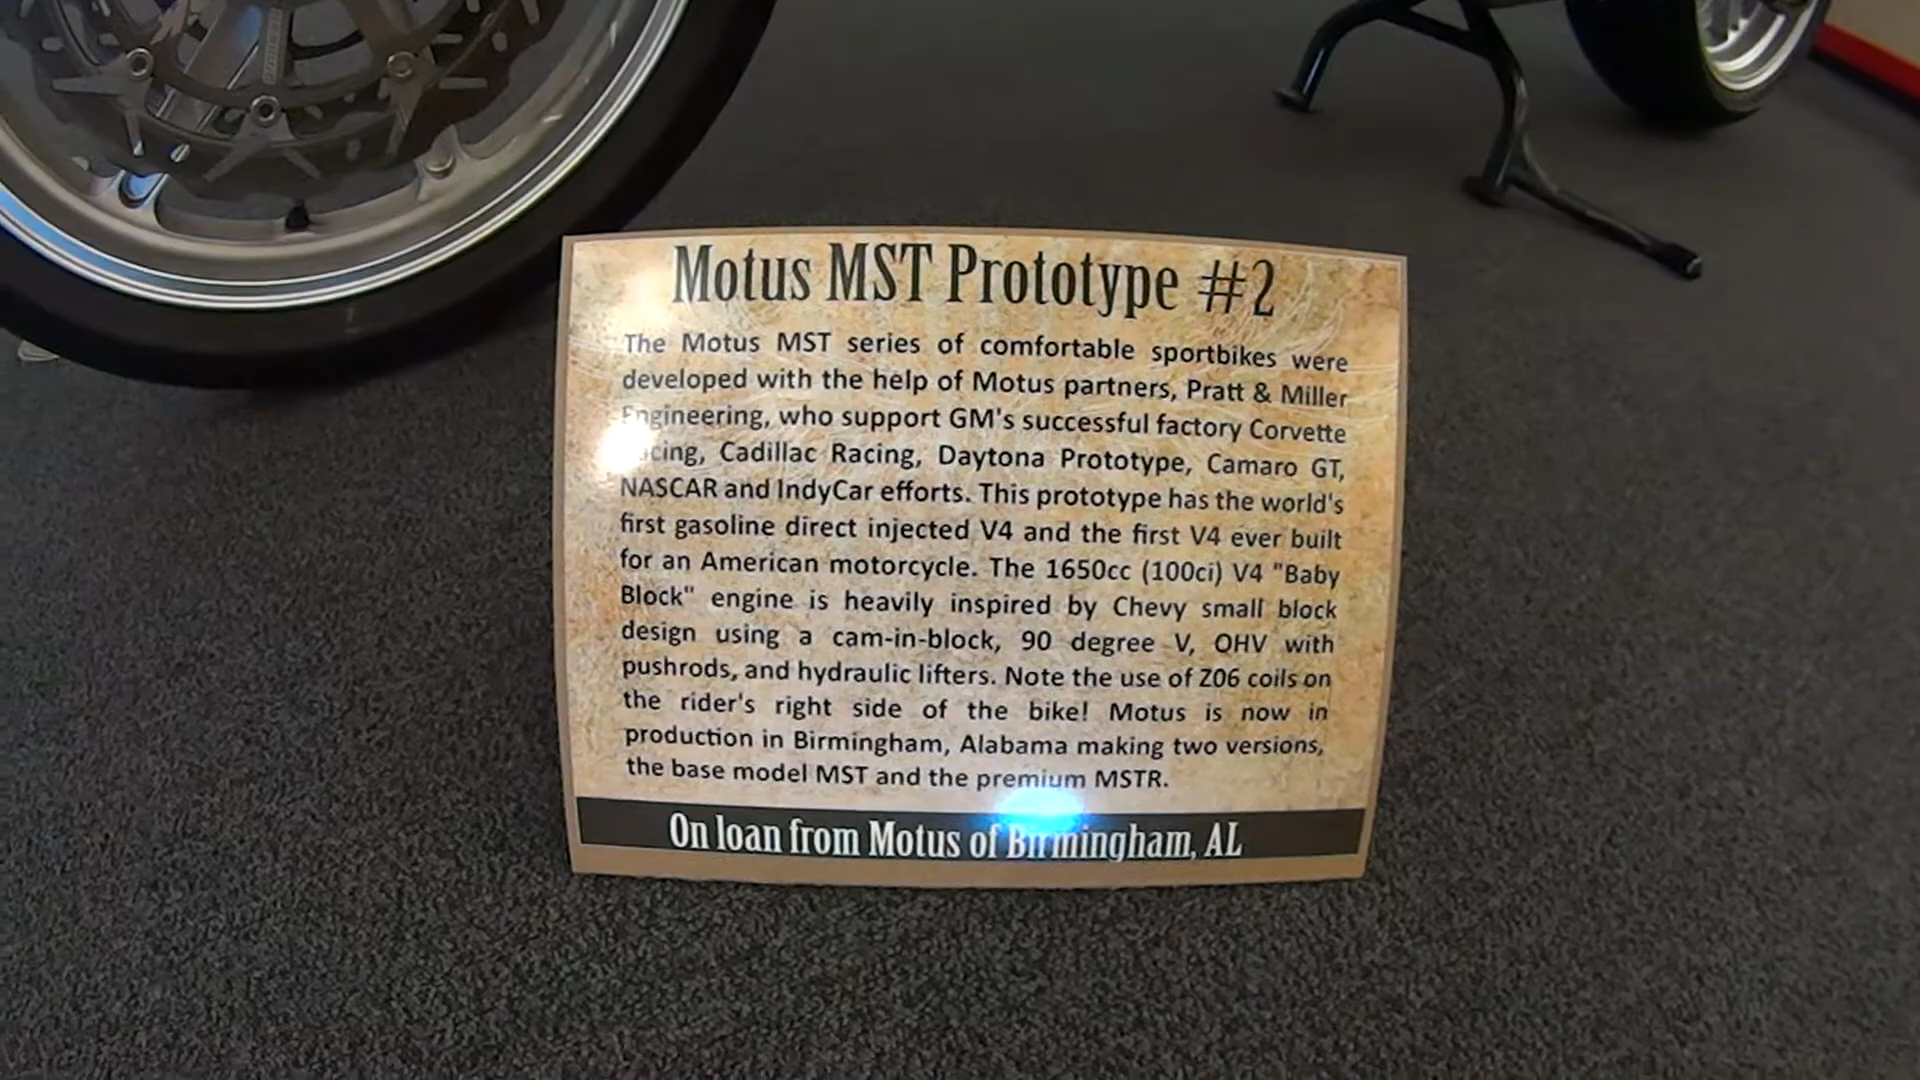 Motus MST Prototype #2
The Motus MST series of comfortable sportbikes were
developed with the help of Motus partners, Pratt & Miller
Engineering, who support GM's successful factory Corvette
Racing, Cadillac Racing, Daytona Prototype, Camaro GT,
NASCAR and IndyCar efforts. This prototype has the world's
first gasoline direct injected V4 and the first V4 ever built
for an American motorcycle. The 1650cc (100ci) V4 "Baby
Block" engine is heavily inspired by Chevy small block
design using a cam-in-block, 90 degree V, OHV with
pushrods, and hydraulic lifters. Note the use of Z06 coils on
the rider's right side of the bike! Motus is now in
production in Birmingham, Alabama making two versions,
the base model MST and the premium MSTR.
On loan from Motus of Birmingham, AL